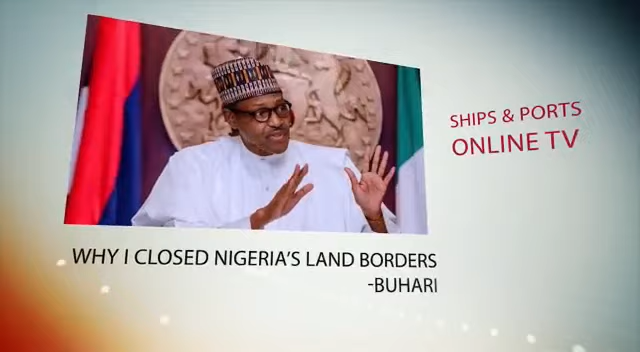 SHIPS & PORTS
ONLINE TV
WHY I CLOSED NIGERIA'S LAND BORDERS
-BUHARI